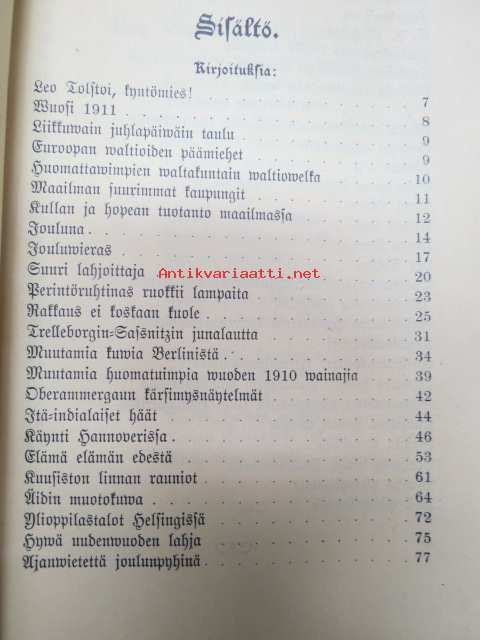 Sisältö.
Kirjoituksia:
Leo Tolstoi, kyntömies! 7
Wuosi 1911 8
Liikkuwain juhlapäiwäin taulu 9
Euroopan waltioiden päämiehet 9
Huomattawimpien waltakuntain waltiowelka 10
Maailman suurimmat kaupungit 11
Kullan ja hopean tuotanto maailmassa 12
Jouluna 14
Jouluwieras 17
Suuri lahjoittaja 20
Antikvariaatti.net
Perintöruhtinas ruokkii lampaita 23
Rakkaus ei koskaan kuole 25
Trelleborgin-Sassnitzin junalautta 31
Muutamia kuwia Berlinistä 34
Muutamia huomatuimpia wuoden 1910 wainajia 39
Oberammergaun kärsimysnäytelmät 42
Itä-indialaiset häät 44
Käynti Hannoverissa 46
Elämä elämän edestä 53
Kuusiston linnan rauniot 61
Äidin muotokuwa 64
Ylioppilastalot Helsingissä 72
Hywä uudenwuoden lahja 75
Ajanwietettä joulunpyhinä 77